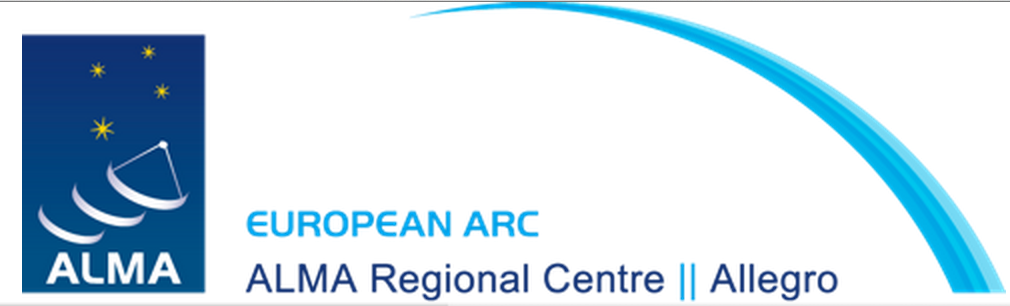 ALMA
EUROPEAN ARC
ALMA Regional Centre || Allegro